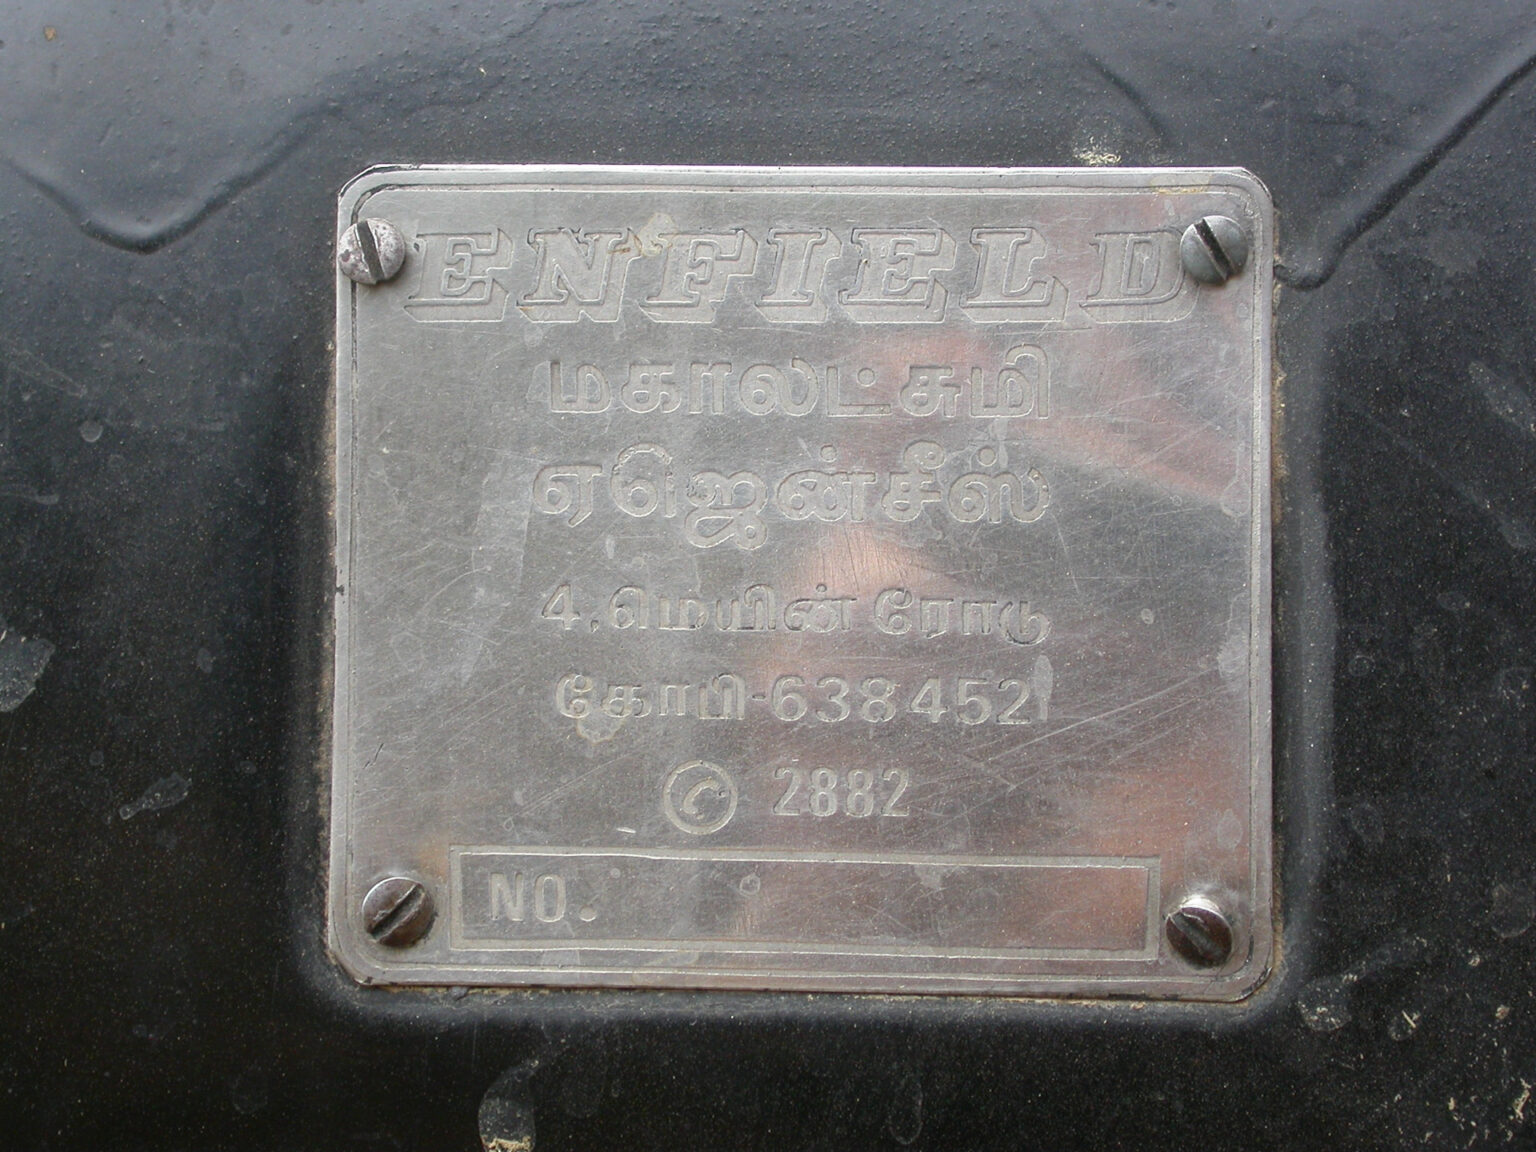 ENFIELD
மகாலட்சுமி
ஏஜென்சீஸ்
4, மெயின் ரோடு
கோபி-638452
✆ 2882
NO.